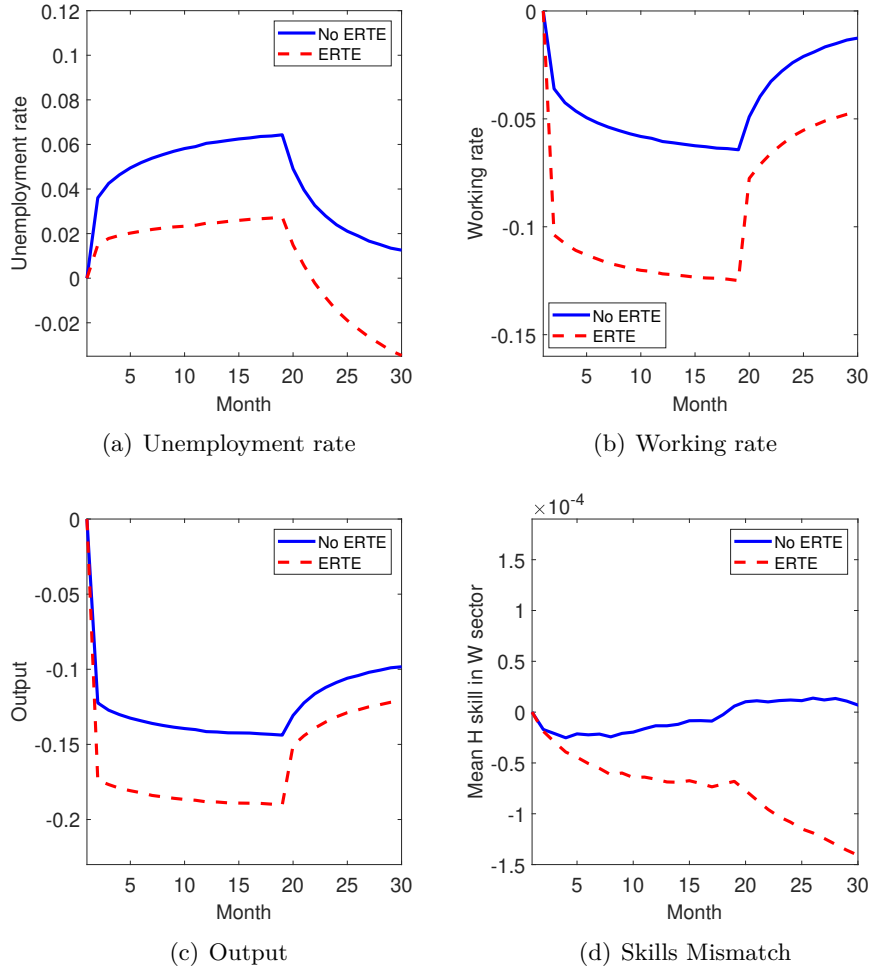 0.12
0.1
0.08
0.06
0.04
0.02
0
-0.02
Unemployment rate
No ERTE
ERTE
5 10 15 20 25 30
Month
(a) Unemployment rate
0
-0.05
-0.1
-0.15
Working rate
No ERTE
ERTE
5 10 15 20 25 30
Month
(b) Working rate
0
-0.05
-0.1
-0.15
-0.2
Output
No ERTE
ERTE
5 10 15 20 25 30
Month
(c) Output
×10-4
1.5
1
0.5
0
-0.5
-1
-1.5
Mean H skill in W sector
No ERTE
ERTE
5 10 15 20 25 30
Month
(d) Skills Mismatch